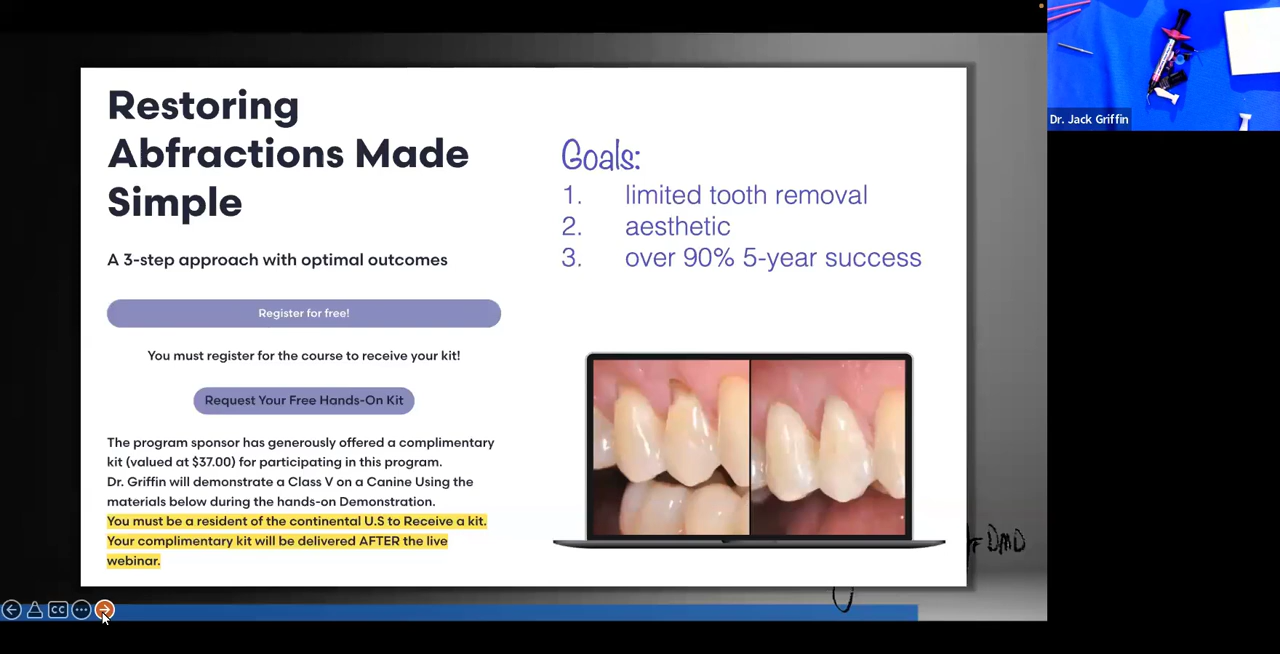 Restoring
Abfractions Made
Simple
A 3-step approach with optimal outcomes
Register for free!
You must register for the course to receive your kit!
Request Your Free Hands-On Kit
The program sponsor has generously offered a complimentary
kit (valued at $37.00) for participating in this program.
Dr. Griffin will demonstrate a Class V on a Canine Using the
materials below during the hands-on Demonstration.
You must be a resident of the continental U.S to Receive a kit.
Your complimentary kit will be delivered AFTER the live
webinar.
Goals:
1. limited tooth removal
2. aesthetic
3. over 90% 5-year success
DMD
CC
Dr. Jack Griffin